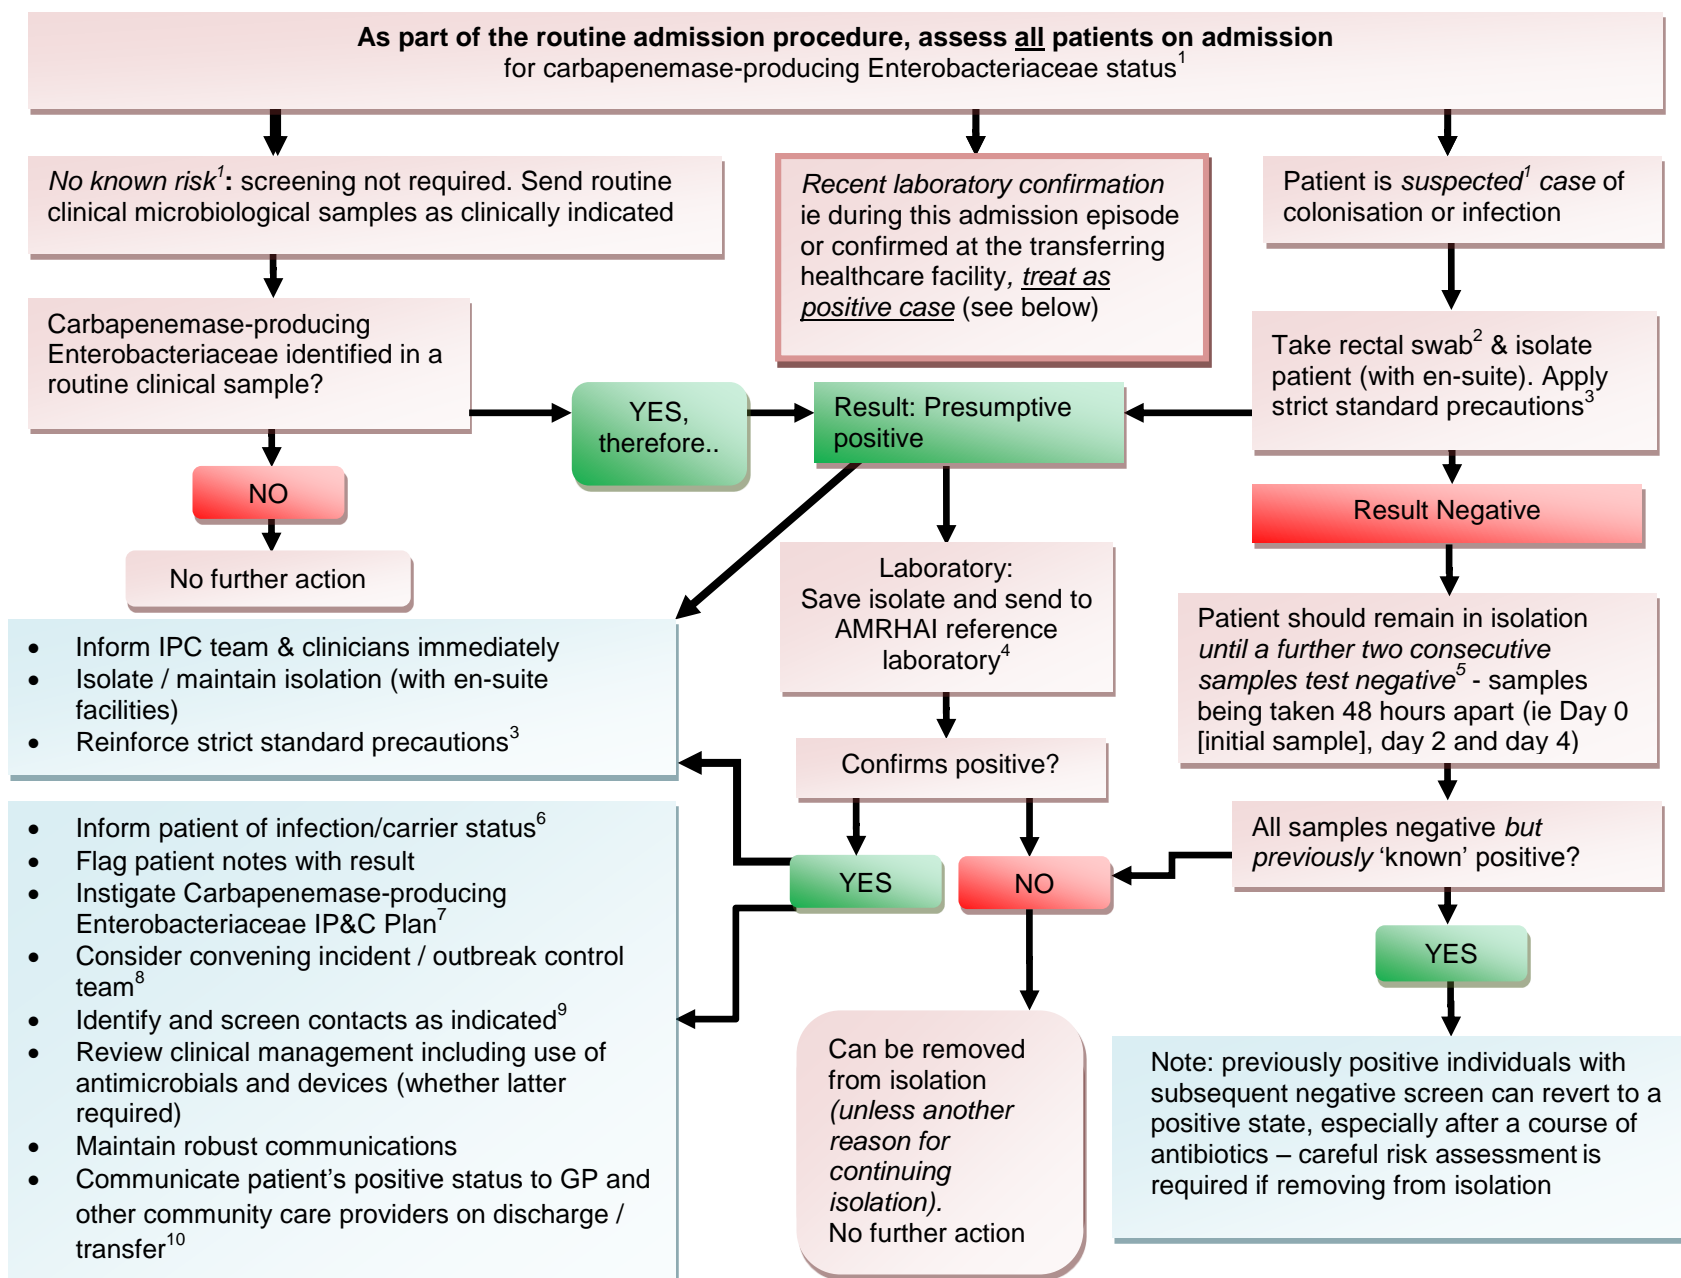 As part of the routine admission procedure, assess all patients on admission
for carbapenemase-producing Enterobacteriaceae status1
No known risk1: screening not required. Send routine
clinical microbiological samples as clinically indicated
Recent laboratory confirmation
ie during this admission episode
or confirmed at the transferring
healthcare facility, treat as
positive case (see below)
Patient is suspected1 case of
colonisation or infection
Carbapenemase-producing
Enterobacteriaceae identified in a
routine clinical sample?
YES,
therefore..
Result: Presumptive
positive
Take rectal swab2 & isolate
patient (with en-suite). Apply
strict standard precautions3
NO
No further action
Result Negative
Laboratory:
Save isolate and send to
AMRHAI reference
laboratory4
Patient should remain in isolation
until a further two consecutive
samples test negative5 - samples
being taken 48 hours apart (ie Day 0
[initial sample], day 2 and day 4)
• Inform IPC team & clinicians immediately
• Isolate / maintain isolation (with en-suite
facilities)
• Reinforce strict standard precautions3
Confirms positive?
All samples negative but
previously 'known' positive?
YES
NO
YES
• Inform patient of infection/carrier status6
• Flag patient notes with result
• Instigate Carbapenemase-producing
Enterobacteriaceae IP&C Plan7
• Consider convening incident / outbreak control
team8
• Identify and screen contacts as indicated9
• Review clinical management including use of
antimicrobials and devices (whether latter
required)
• Maintain robust communications
• Communicate patient's positive status to GP and
other community care providers on discharge /
transfer10
Can be removed
from isolation
(unless another
reason for
continuing
isolation).
No further action
Note: previously positive individuals with
subsequent negative screen can revert to a
positive state, especially after a course of
antibiotics – careful risk assessment is
required if removing from isolation